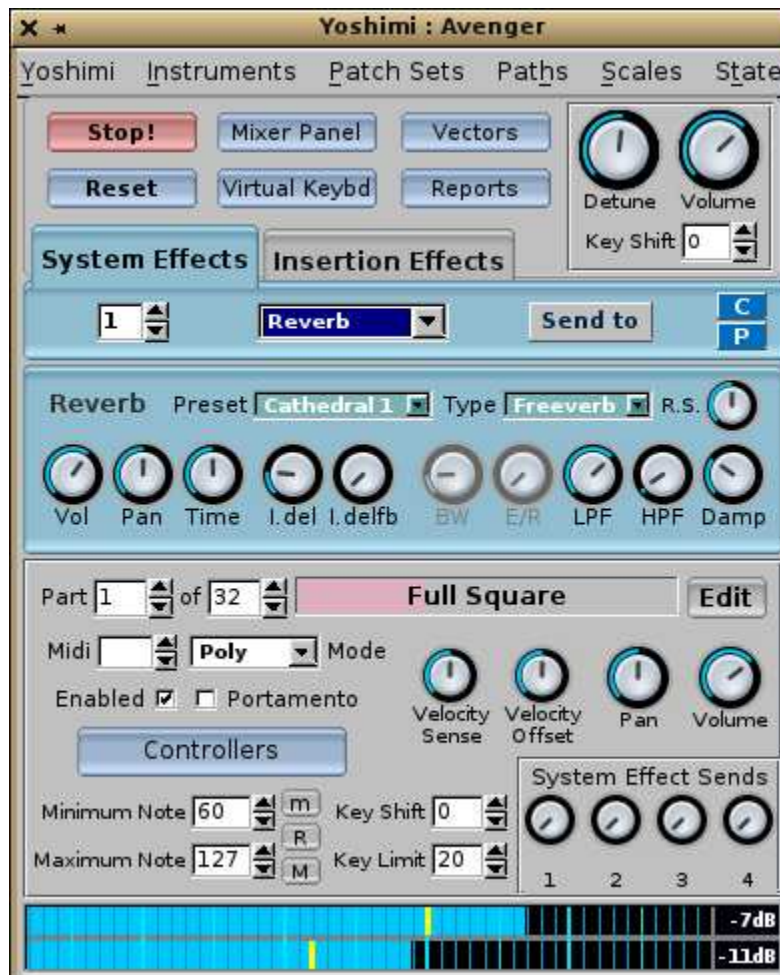 Yoshimi : Avenger
Yoshimi Instruments Patch Sets Paths Scales State
Stop! Mixer Panel Vectors
Reset Virtual Keybd Reports
Detune Volume
Key Shift 0
System Effects Insertion Effects
1 Reverb Send to C
P
Reverb Preset Cathedral 1 Type Freeverb R.S.
Vol Pan Time I.del I.delfb BW E/R LPF HPF Damp
Part 1 of 32 Full Square Edit
Midi Poly Mode
Enabled Portamento
Velocity Sense Velocity Offset Pan Volume
Controllers
System Effect Sends
Minimum Note 60 m Key Shift 0
R
Maximum Note 127 M Key Limit 20
1 2 3 4
-7dB
-11dB